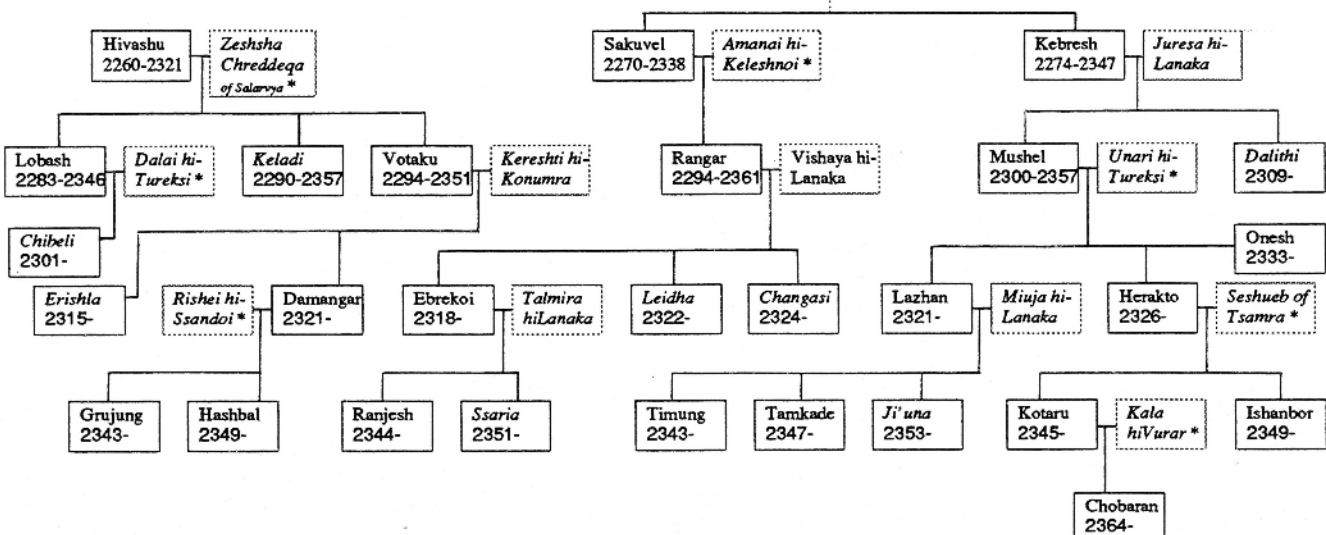 Hivashu
2260-2321
Zeshsha
Chreddeqa
of Salarvya *
Sakuvel
2270-2338
Amanai hi-
Keleshnoi *
Kebresh
2274-2347
Juresa hi-
Lanaka
Lobash
2283-2346
Dalai hi-
Tureksi *
Keladi
2290-2357
Votaku
2294-2351
Kereshti hi-
Konumra
Rangar
2294-2361
Vishaya hi-
Lanaka
Mushel
2300-2357
Unari hi-
Tureksi *
Dalithi
2309-
Chibeli
2301-
Onesh
2333-
Erishla
2315-
Rishei hi-
Ssandoi *
Damangar
2321-
Ebrekoi
2318-
Talmira
hiLanaka
Leidha
2322-
Changasi
2324-
Lazhan
2321-
Miuja hi-
Lanaka
Herakto
2326-
Seshueb of
Tsamra *
Grujung
2343-
Hashbal
2349-
Ranjesh
2344-
Ssaria
2351-
Timung
2343-
Tamkade
2347-
Ji'una
2353-
Kotaru
2345-
Kala
hiVurar *
Ishanbor
2349-
Chobaran
2364-